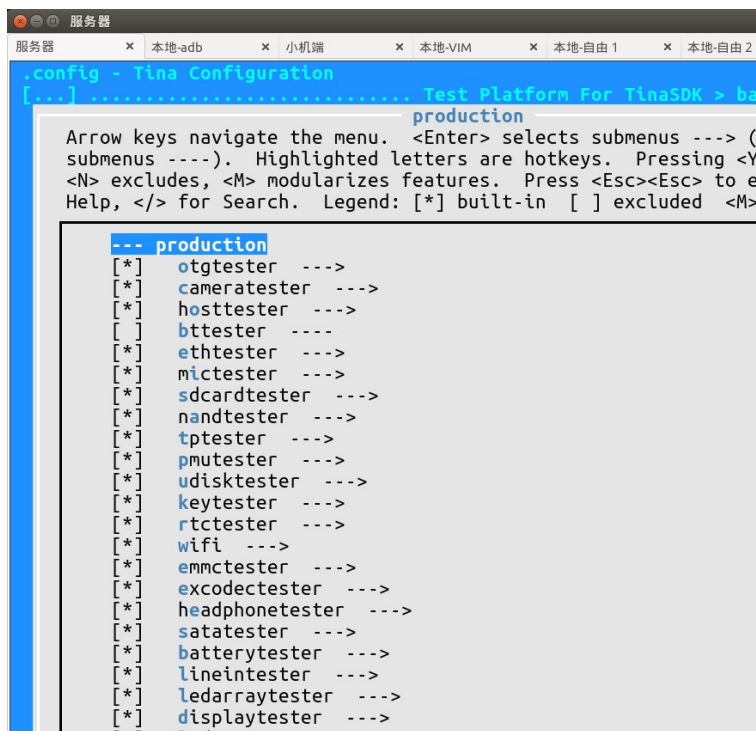 服务器
服务器 × 本地-adb × 小机端 × 本地-VIM × 本地-自由 1 × 本地-自由 2
.config - Tina Configuration
[...] ............................. Test Platform For TinaSDK > ba
production
Arrow keys navigate the menu.  <Enter> selects submenus ---> (
submenus ----).  Highlighted letters are hotkeys.  Pressing <Y
<N> excludes, <M> modularizes features.  Press <Esc><Esc> to e
Help, </> for Search.  Legend: [*] built-in  [ ] excluded  <M>
--- production
[*]   otgtester  --->
[*]   cameratester  --->
[*]   hosttester  --->
[ ]   bttester  ----
[*]   ethtester  --->
[*]   mictester  --->
[*]   sdcardtester  --->
[*]   nandtester  --->
[*]   tptester  --->
[*]   pmutester  --->
[*]   udisktester  --->
[*]   keytester  --->
[*]   rtctester  --->
[*]   wifi  --->
[*]   emmctester  --->
[*]   excodectester  --->
[*]   headphonetester  --->
[*]   satatester  --->
[*]   batterytester  --->
[*]   lineintester  --->
[*]   ledarraytester  --->
[*]   displaytester  --->